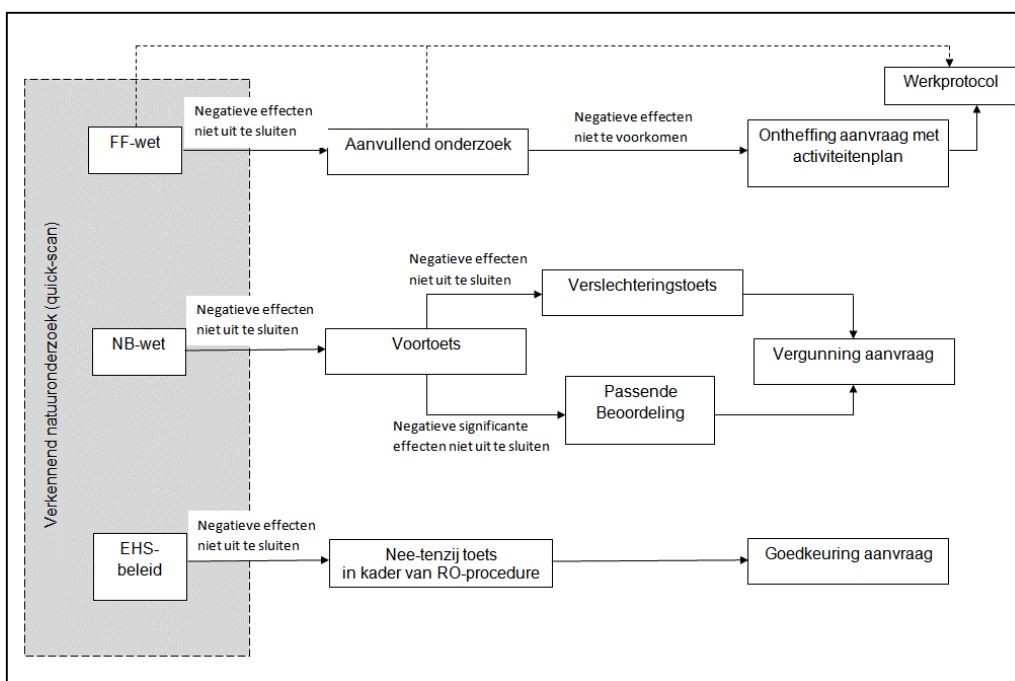 Werkprotocol
Negatieve effecten
niet uit te sluiten
Negatieve effecten
niet te voorkomen
FF-wet
Aanvullend onderzoek
Ontheffing aanvraag met
activiteitenplan
Verkennend natuuronderzoek (quick-scan)
Negatieve effecten
niet uit te sluiten
Verslechteringstoets
Negatieve effecten
niet uit te sluiten
NB-wet
Voortoets
Vergunning aanvraag
Passende
Beoordeling
Negatieve significante
effecten niet uit te sluiten
Negatieve effecten
niet uit te sluiten
EHS-
beleid
Nee-tenzij toets
in kader van RO-procedure
Goedkeuring aanvraag